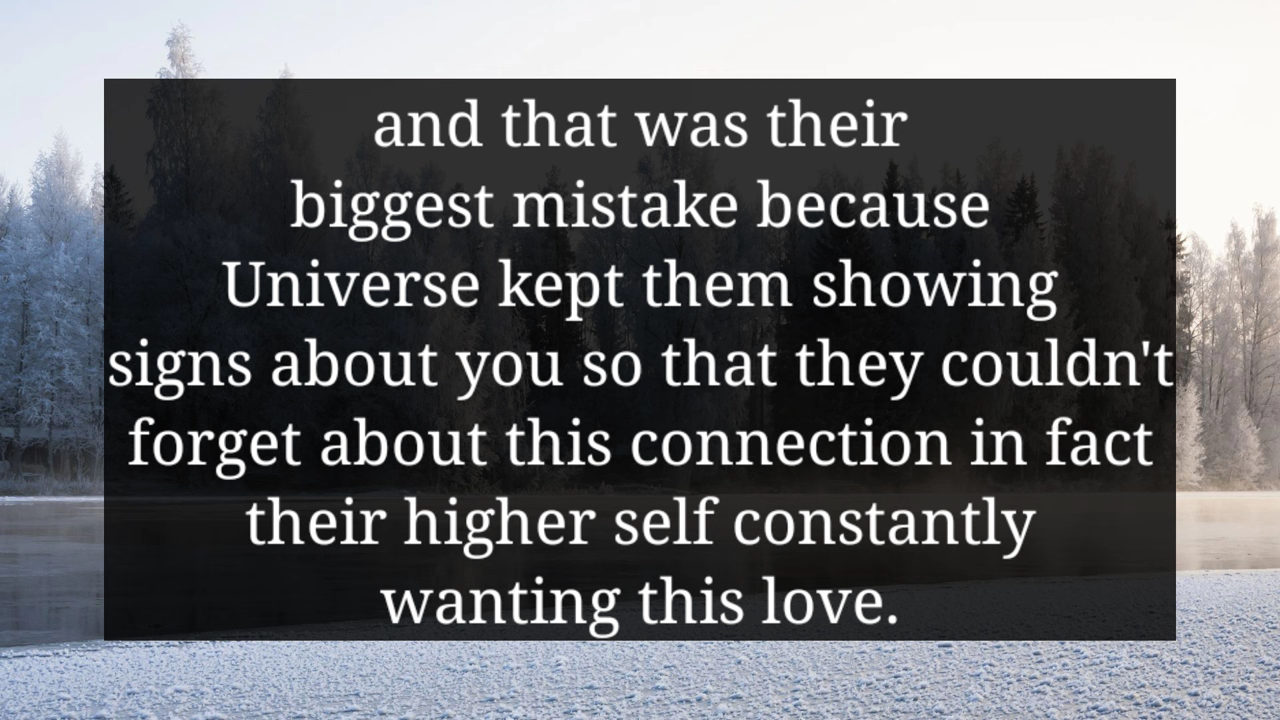 and that was their
biggest mistake because
Universe kept them showing
signs about you so that they couldn't
forget about this connection in fact
their higher self constantly
wanting this love.